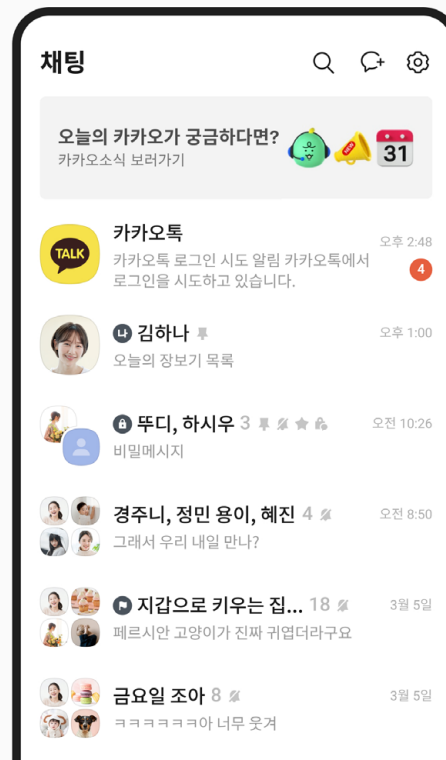 채팅
오늘의 카카오가 궁금하다면?
카카오소식 보러가기
NEW
31
TALK
카카오톡
오후 2:48
카카오톡 로그인 시도 알림 카카오톡에서
로그인을 시도하고 있습니다.
4
나 김하나
오후 1:00
오늘의 장보기 목록
뚜디, 하시우 3
오전 10:26
비밀메시지
경주니, 정민 용이, 혜진 4
오전 8:50
그래서 우리 내일 만나?
지갑으로 키우는 집... 18
3월 5일
페르시안 고양이가 진짜 귀엽더라구요
금요일 조아 8
3월 5일
ㅋㅋㅋㅋㅋㅋ아 너무 웃겨